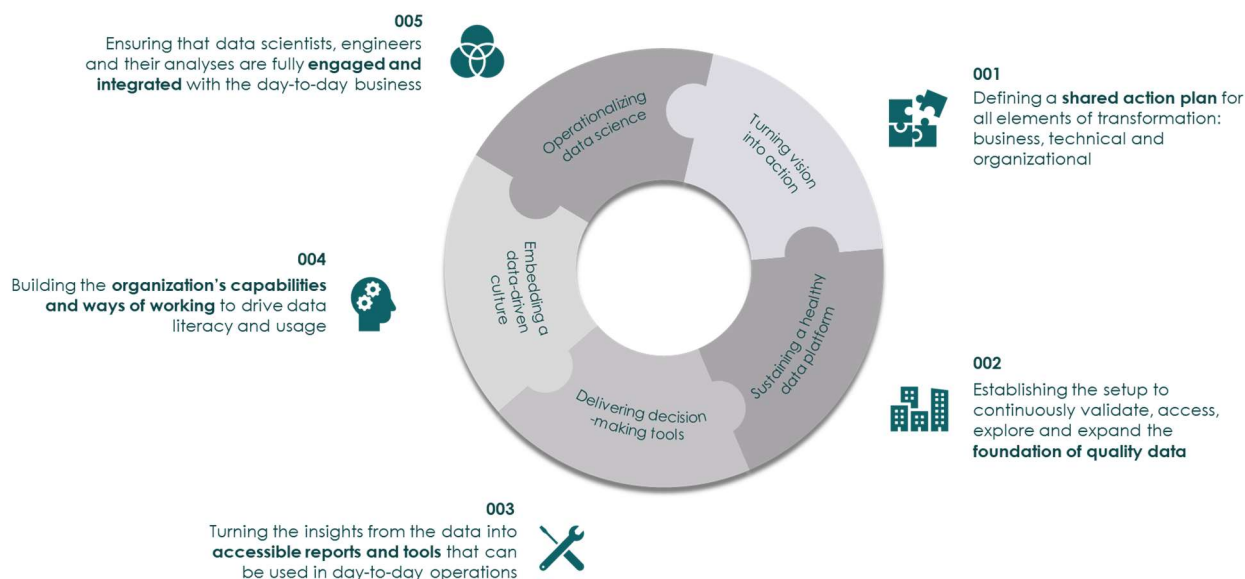 001
Defining a shared action plan for
all elements of transformation:
business, technical and
organizational
002
Establishing the setup to
continuously validate, access,
explore and expand the
foundation of quality data
003
Turning the insights from the data into
accessible reports and tools that can
be used in day-to-day operations
004
Building the organization's capabilities
and ways of working to drive data
literacy and usage
005
Ensuring that data scientists, engineers
and their analyses are fully engaged and
integrated with the day-to-day business
Turning vision
into action
Sustaining a healthy
data platform
Delivering decision
-making tools
Embedding a
data-driven
culture
Operationalizing
data science